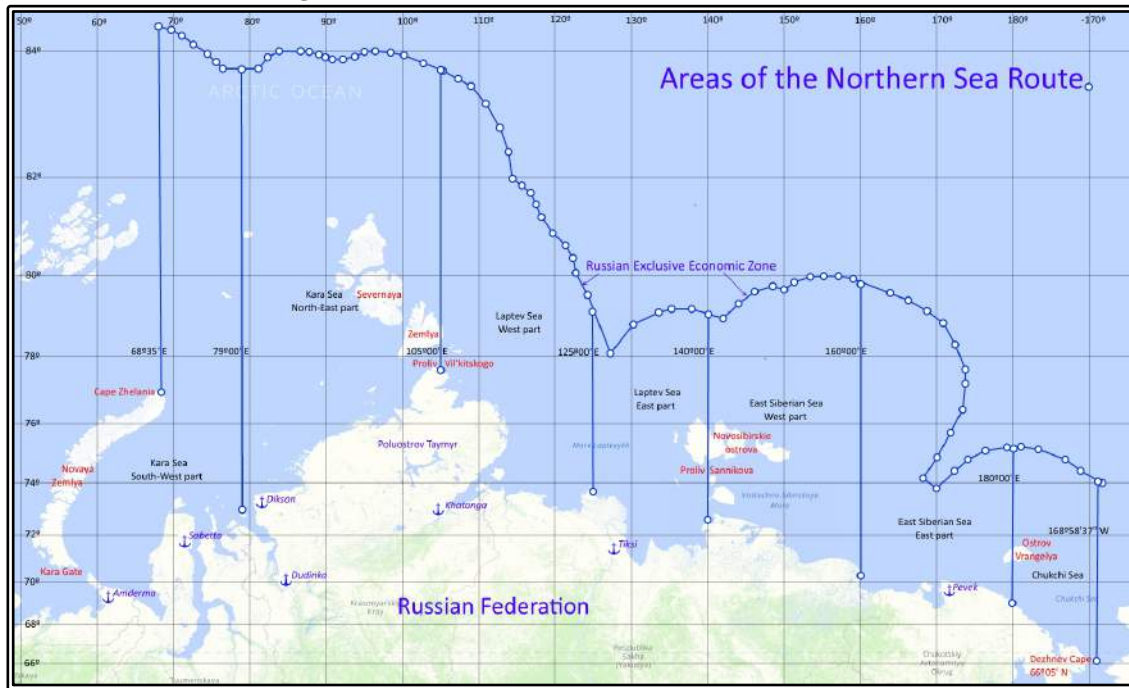 50º 60º 70º 80º 90º 100º 110º 120º 130º 140º 150º 160º 170º 180º -170º
84º
Areas of the Northern Sea Route
ARCTIC OCEAN
82º
80º
Russian Exclusive Economic Zone
Kara Sea
North-East part
Severnaya
Laptev Sea
West part
Zemlya
78º
68º35' E
79º00' E
105º00' E
125º00' E
140º00' E
160º00' E
Proliv Vil'kitskogo
Cape Zhelania
Laptev Sea
East part
East Siberian Sea
West part
76º
Poluostrov Taymyr
Novosibirskie
ostrova
Kara Sea
South-West part
Novaya
Zemlya
Proliv Sannikova
74º
180º00' E
Dikson
Khatanga
East Siberian Sea
East part
168º58'37" W
72º
Sabetta
Tiksi
Ostrov
Vrangelya
Kara Gate
Dudinka
Chukchi Sea
70º
Amderma
Pevek
Russian Federation
68º
Dezhnev Cape
66º05' N
66º